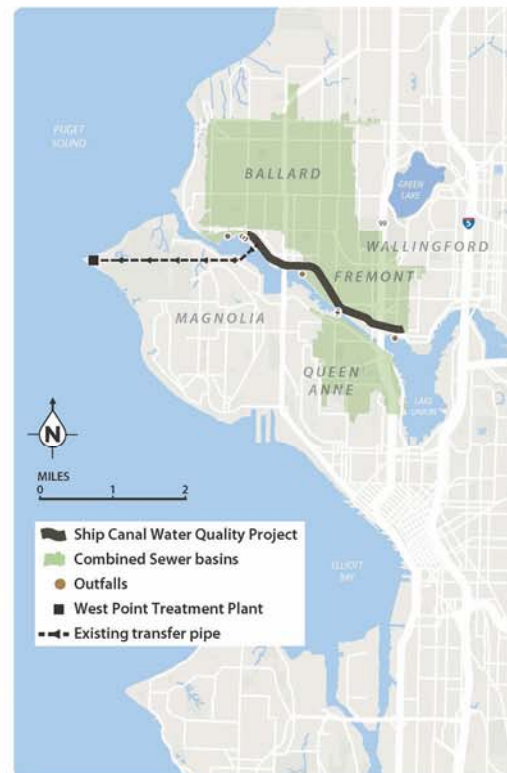 PUGET
SOUND
BALLARD
GREEN
LAKE
99
5
WALLINGFORD
FREMONT
MAGNOLIA
QUEEN
ANNE
LAKE
UNION
N
MILES
0 1 2
Ship Canal Water Quality Project
Combined Sewer basins
Outfalls
West Point Treatment Plant
Existing transfer pipe
ELLIOTT
BAY